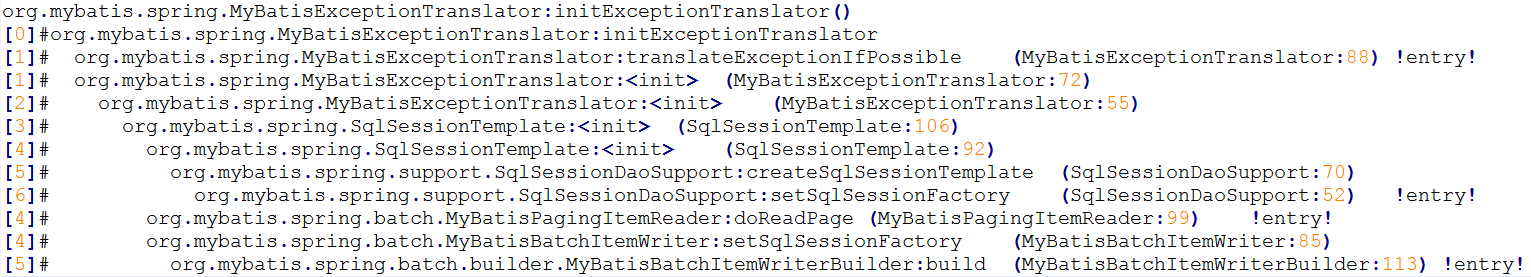 org.mybatis.spring.MyBatisExceptionTranslator:initExceptionTranslator()
[0]#org.mybatis.spring.MyBatisExceptionTranslator:initExceptionTranslator
[1]#  org.mybatis.spring.MyBatisExceptionTranslator:translateExceptionIfPossible    (MyBatisExceptionTranslator:88) !entry!
[1]#  org.mybatis.spring.MyBatisExceptionTranslator:<init>  (MyBatisExceptionTranslator:72)
[2]#    org.mybatis.spring.MyBatisExceptionTranslator:<init>    (MyBatisExceptionTranslator:55)
[3]#      org.mybatis.spring.SqlSessionTemplate:<init>  (SqlSessionTemplate:106)
[4]#        org.mybatis.spring.SqlSessionTemplate:<init>    (SqlSessionTemplate:92)
[5]#          org.mybatis.spring.support.SqlSessionDaoSupport:createSqlSessionTemplate  (SqlSessionDaoSupport:70)
[6]#            org.mybatis.spring.support.SqlSessionDaoSupport:setSqlSessionFactory    (SqlSessionDaoSupport:52)   !entry!
[4]#        org.mybatis.spring.batch.MyBatisPagingItemReader:doReadPage (MyBatisPagingItemReader:99)    !entry!
[4]#        org.mybatis.spring.batch.MyBatisBatchItemWriter:setSqlSessionFactory    (MyBatisBatchItemWriter:85)
[5]#          org.mybatis.spring.batch.builder.MyBatisBatchItemWriterBuilder:build  (MyBatisBatchItemWriterBuilder:113) !entry!